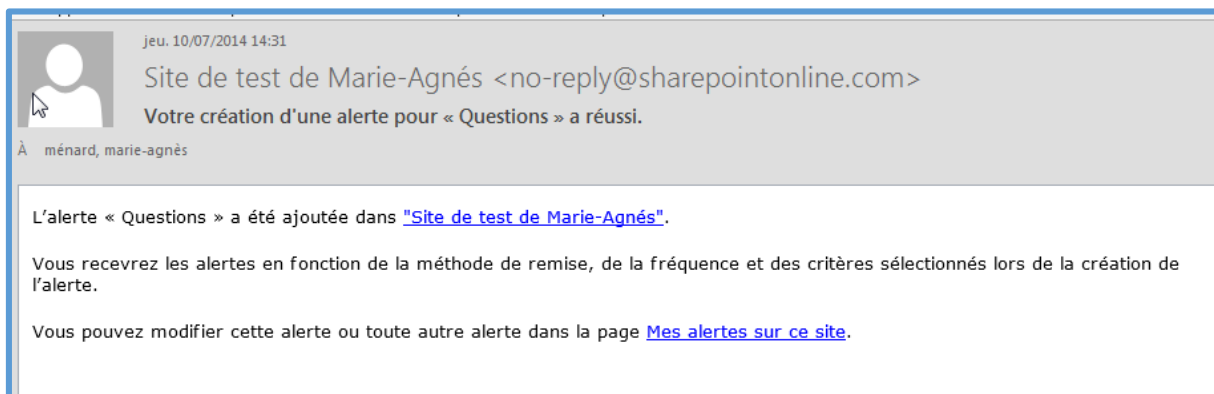 jeu. 10/07/2014 14:31
Site de test de Marie-Agnés <no-reply@sharepointonline.com>
Votre création d'une alerte pour « Questions » a réussi.
À ménard, marie-agnès
L'alerte « Questions » a été ajoutée dans "Site de test de Marie-Agnés".
Vous recevrez les alertes en fonction de la méthode de remise, de la fréquence et des critères sélectionnés lors de la création de
l'alerte.
Vous pouvez modifier cette alerte ou toute autre alerte dans la page Mes alertes sur ce site.